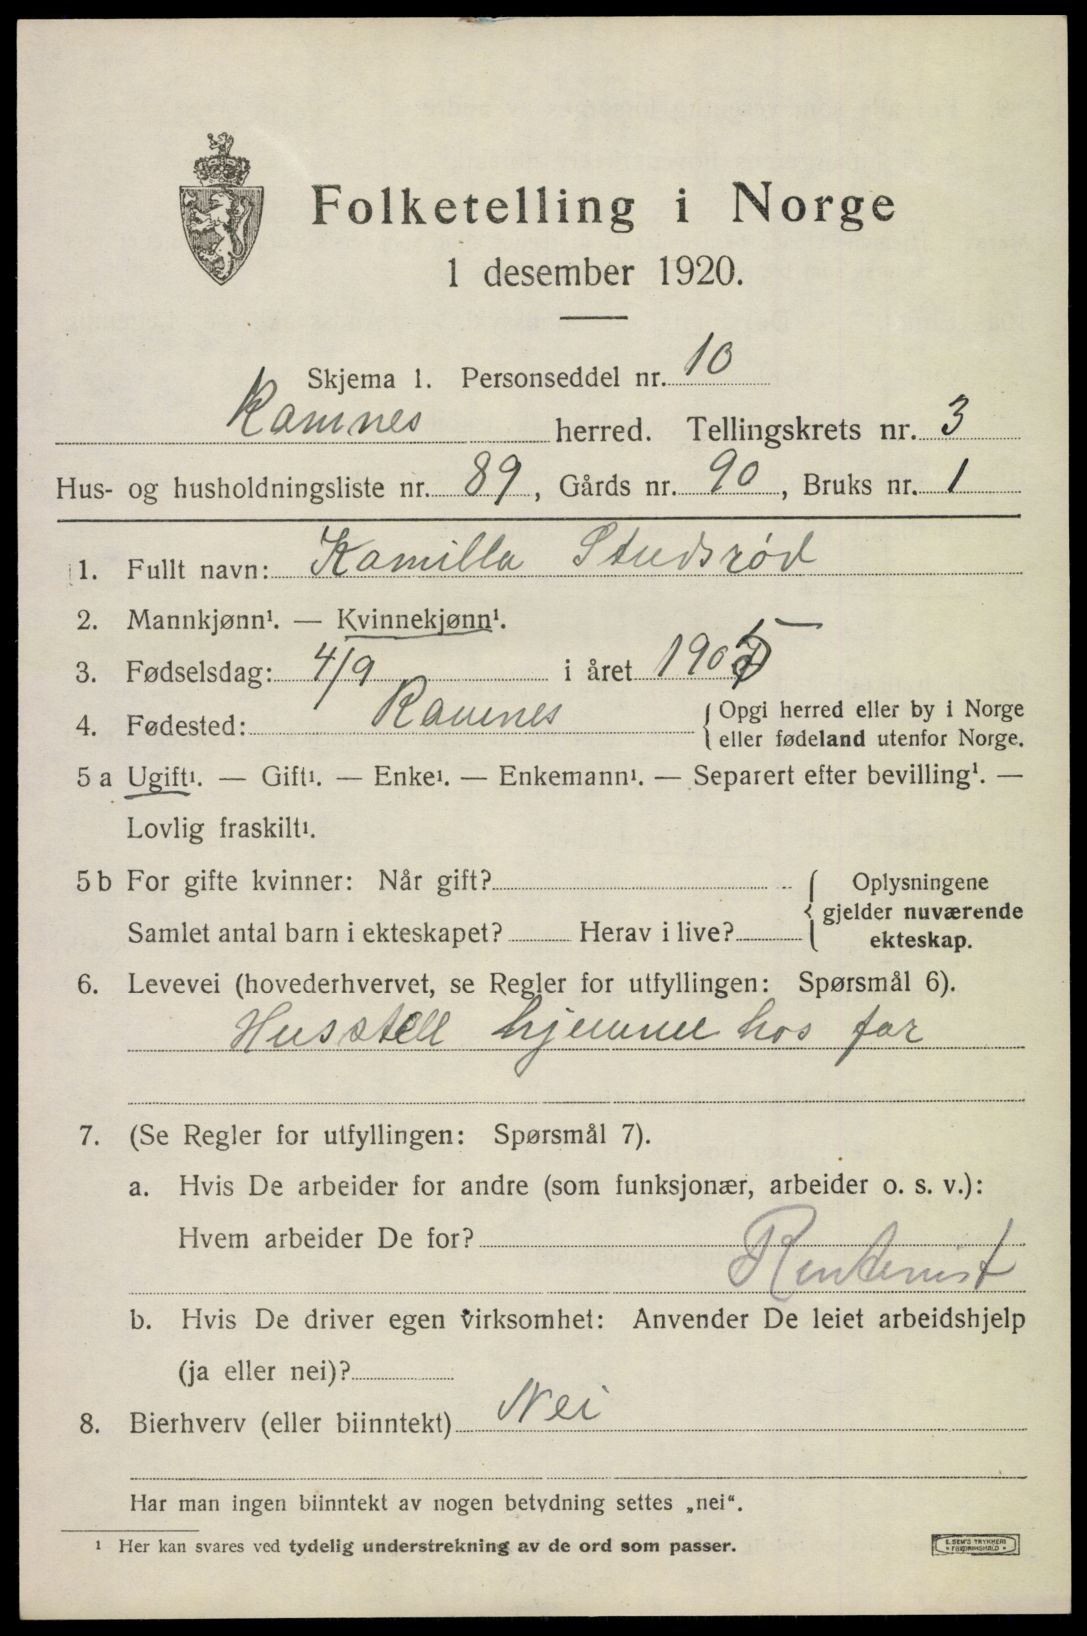 Folketelling i Norge
1 desember 1920.
Skjema 1. Personseddel nr. 10
Ramnes herred. Tellingskrets nr. 3
Hus- og husholdningsliste nr. 89, Gårds nr. 90, Bruks nr. 1
1. Fullt navn: Kamilla Studsrød
2. Mannkjønn¹. — Kvinnekjønn¹.
3. Fødselsdag: 4/9 i året 1905
4. Fødested: Ramnes { Opgi herred eller by i Norge
eller fødeland utenfor Norge.
5 a Ugift¹. — Gift¹. — Enke¹. — Enkemann¹. — Separert efter bevilling¹. —
Lovlig fraskilt¹.
5 b For gifte kvinner: Når gift? { Oplysningene
gjelder nuværende
Samlet antal barn i ekteskapet? Herav i live? ekteskap.
6. Levevei (hovederhvervet, se Regler for utfyllingen: Spørsmål 6).
Husstell hjemme hos far
7. (Se Regler for utfyllingen: Spørsmål 7).
a. Hvis De arbeider for andre (som funksjonær, arbeider o. s. v.):
Hvem arbeider De for?
Rentenist
b. Hvis De driver egen virksomhet: Anvender De leiet arbeidshjelp
(ja eller nei)?
8. Bierhverv (eller biinntekt) Nei
Har man ingen biinntekt av nogen betydning settes „nei“.
¹ Her kan svares ved tydelig understrekning av de ord som passer.
E. SEM'S TRYKKERI
FREDRIKSHALD